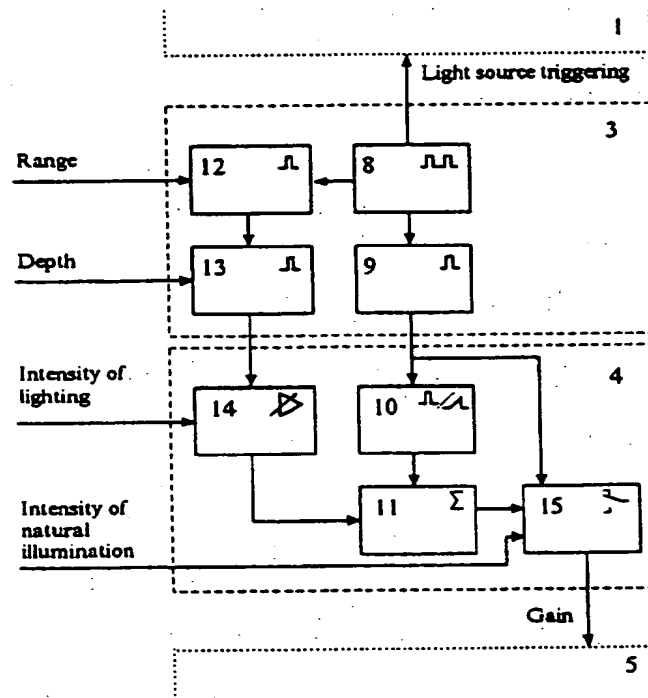 1
Light source triggering
3
Range
12
8
Depth
13
9
Intensity of
lighting
4
14
10
Intensity of
natural
illumination
11
Σ
15
Gain
5